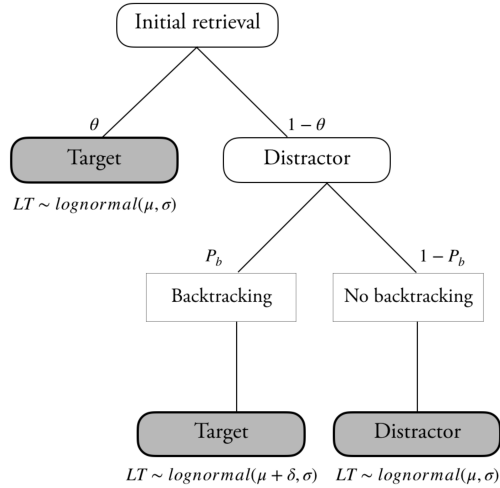 Initial retrieval
θ
1 − θ
Target
Distractor
LT ~ lognormal(μ, σ)
P_b
1 − P_b
Backtracking
No backtracking
Target
Distractor
LT ~ lognormal(μ + δ, σ)
LT ~ lognormal(μ, σ)